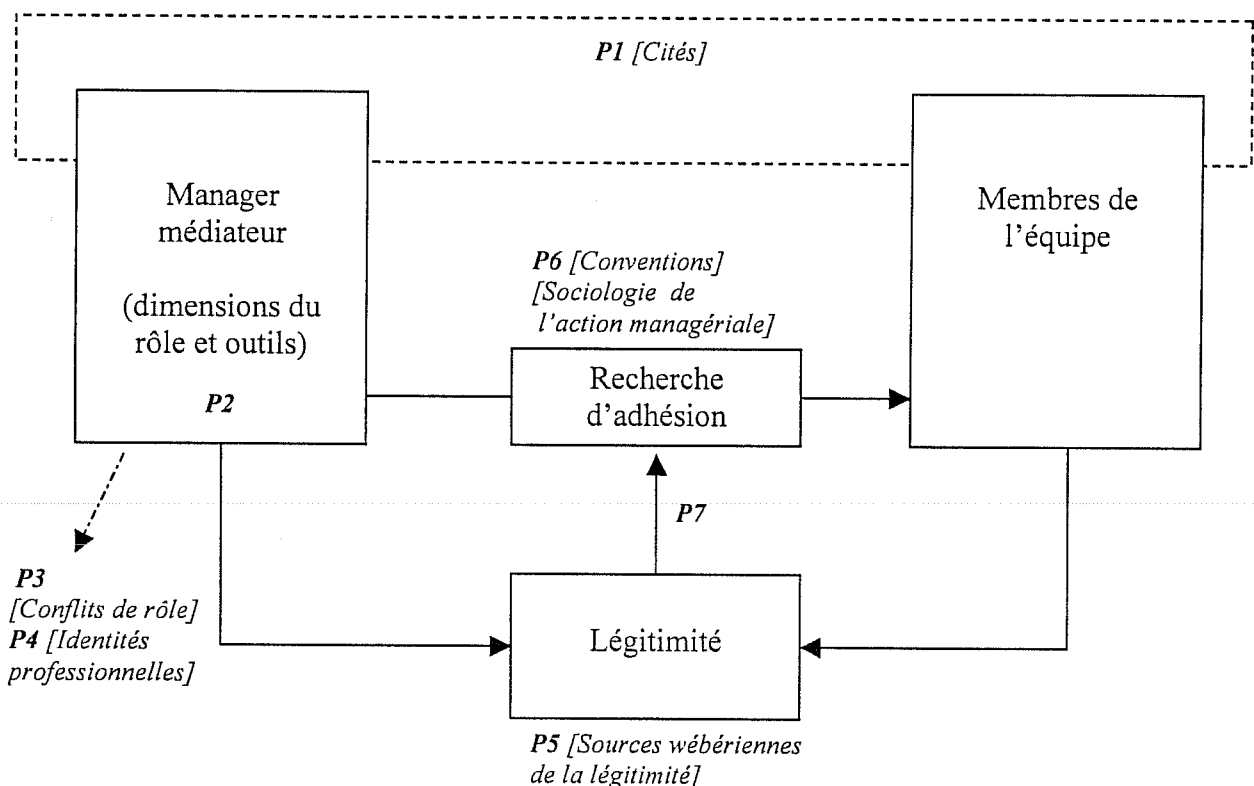 P1 [Cités]
Manager
médiateur
(dimensions du
rôle et outils)
P2
Membres de
l'équipe
P6 [Conventions]
[Sociologie de
l'action managériale]
Recherche
d'adhésion
P7
P3
[Conflits de rôle]
P4 [Identités
professionnelles]
Légitimité
P5 [Sources wébériennes
de la légitimité]